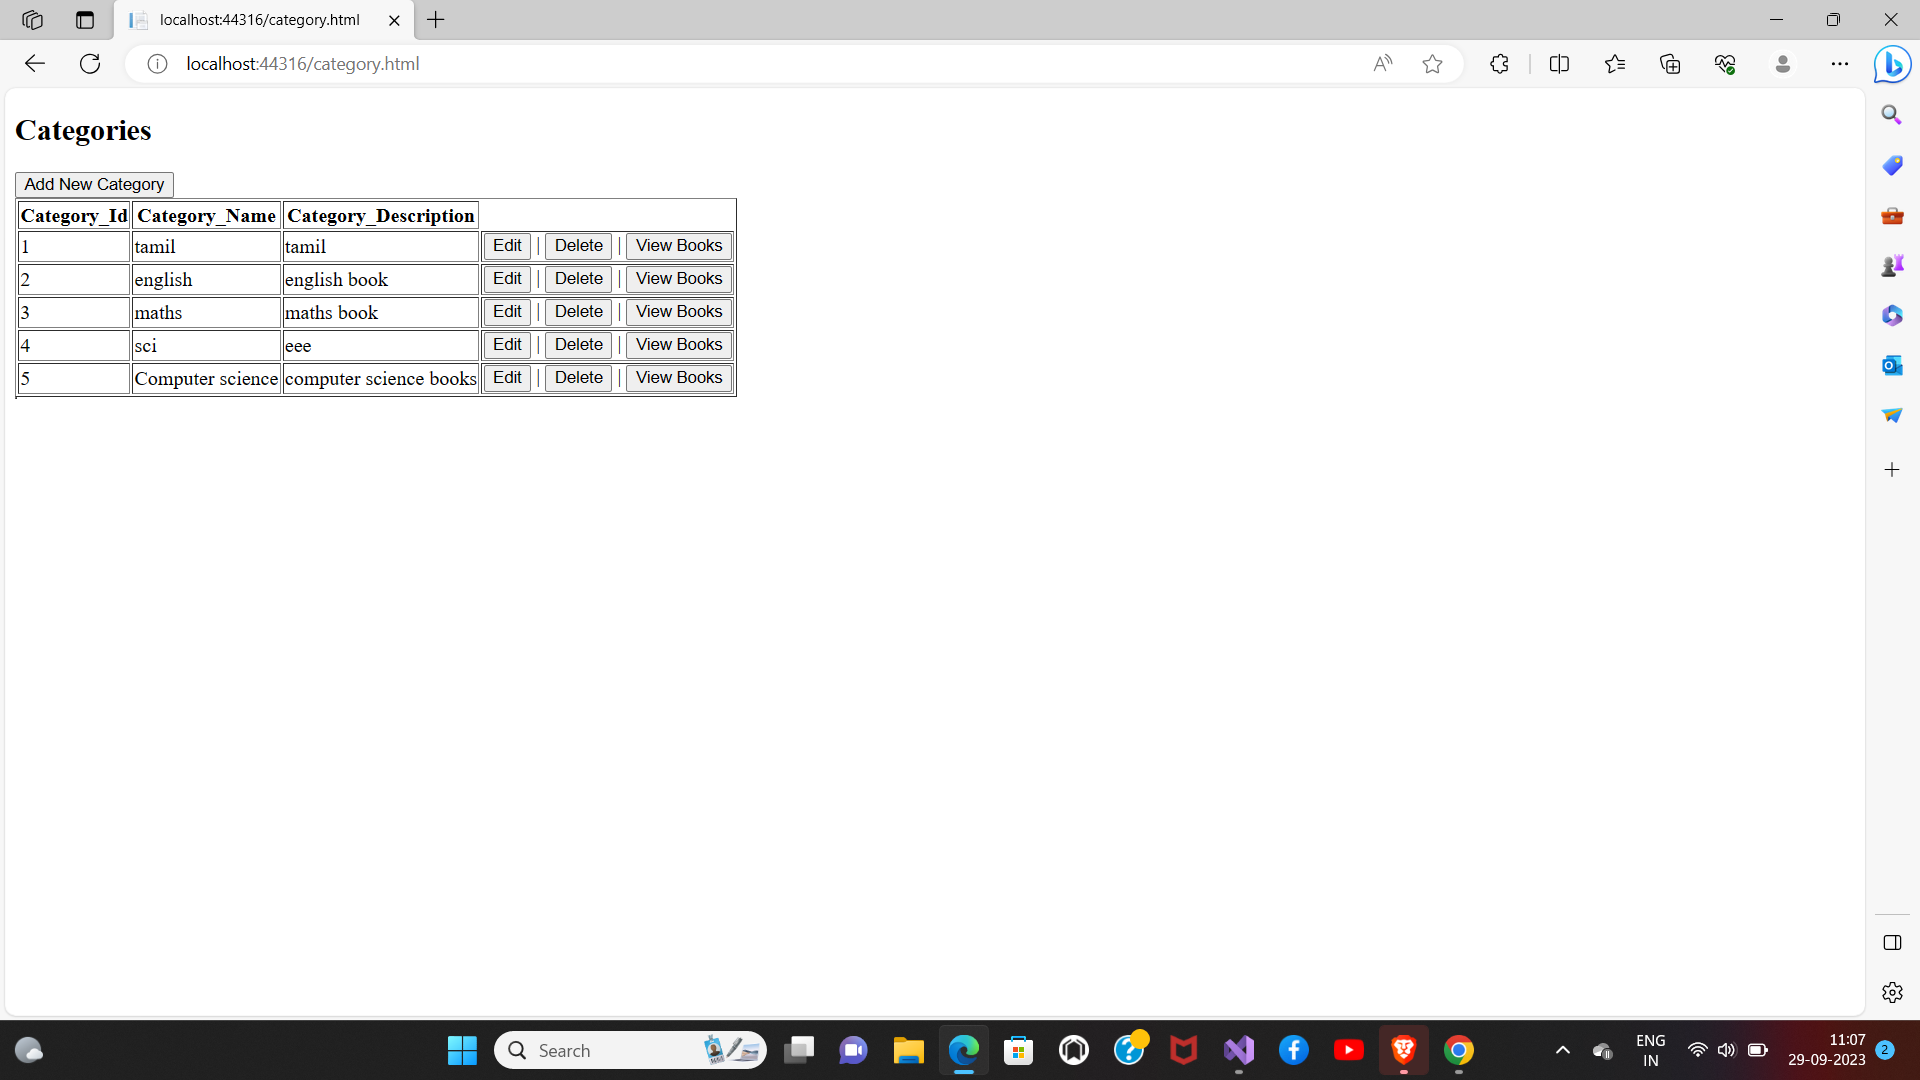 localhost:44316/category.html
localhost:44316/category.html
Categories
Add New Category
Category_Id Category_Name Category_Description
1 tamil tamil Edit | Delete | View Books
2 english english book Edit | Delete | View Books
3 maths maths book Edit | Delete | View Books
4 sci eee Edit | Delete | View Books
5 Computer science computer science books Edit | Delete | View Books
Search
ENG
IN
11:07
29-09-2023
2